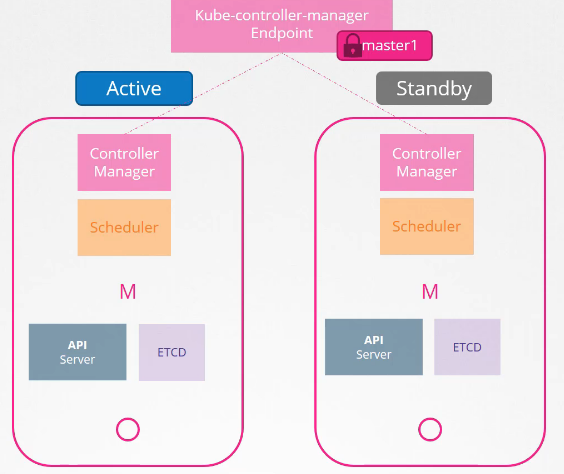 Kube-controller-manager
Endpoint
master1
Active
Standby
Controller
Manager
Controller
Manager
Scheduler
Scheduler
M
M
API
Server
ETCD
API
Server
ETCD